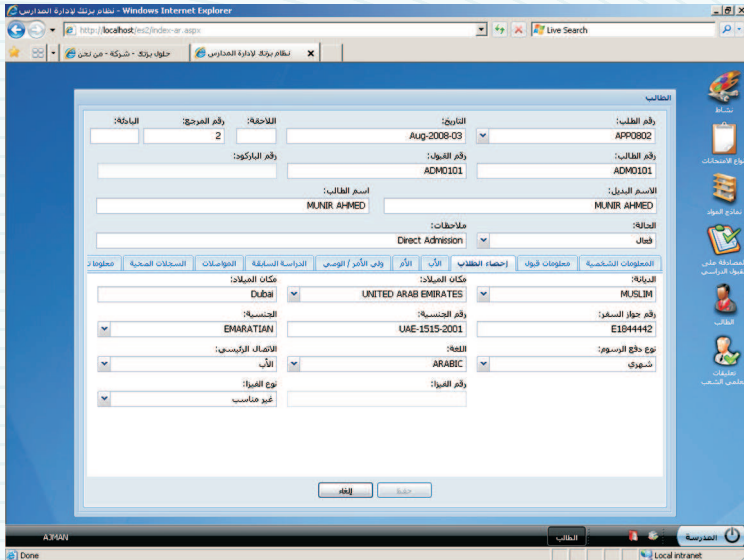 نظام بزتك لإدارة المدارس - Windows Internet Explorer
http://localhost/es2/index-ar.aspx
Live Search
حلول بزتك - شركة - من نحن
نظام بزتك لإدارة المدارس
الطالب
رقم الطلب: التاريخ: اللاحقة: رقم المرجع: البادئة:
APP0802 03-Aug-2008 2
رقم الطالب: رقم القبول: رقم الباركود:
ADM0101 ADM0101
الاسم البديل: اسم الطالب:
MUNIR AHMED MUNIR AHMED
الحالة: ملاحظات:
فعال Direct Admission
المعلومات الشخصية معلومات قبول إحصاء الطلاب الأب الأم ولي الأمر / الوصي الدراسة السابقة المواصلات السجلات الصحية
الديانة: مكان الميلاد: مكان الميلاد:
MUSLIM UNITED ARAB EMIRATES Dubai
رقم جواز السفر: رقم الجنسية: الجنسية:
E1844442 UAE-1515-2001 EMARATIAN
نوع دفع الرسوم: اللغة: الاتصال الرئيسي:
شهري ARABIC الأب
رقم الفيزا: نوع الفيزا:
غير مناسب
حفظ إلغاء
نشاط
أنواع الامتحانات
نماذج المواد
الطالب
تعليقات
المدرسة
الطالب
AJMAN
Done
Local intranet